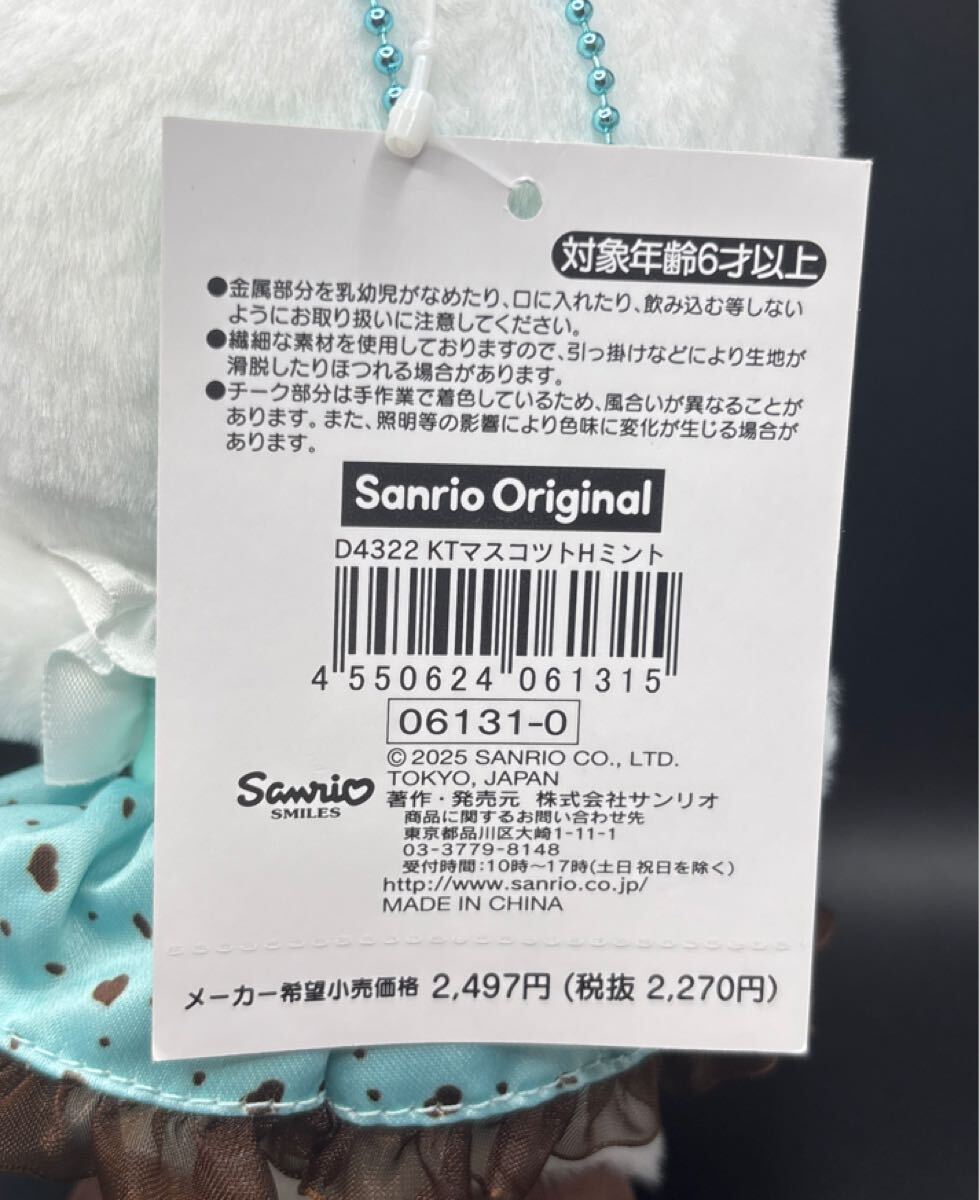 対象年齢6才以上
●金属部分を乳幼児がなめたり、口に入れたり、飲み込む等しない
ようにお取り扱いに注意してください。
●繊細な素材を使用しておりますので、引っ掛けなどにより生地が
滑脱したりほつれる場合があります。
●チーク部分は手作業で着色しているため、風合いが異なることが
あります。また、照明等の影響により色味に変化が生じる場合が
あります。
Sanrio Original
D4322 KTマスコツトHミント
4 550624 061315
06131-0
© 2025 SANRIO CO., LTD.
TOKYO, JAPAN
Sanrio
SMILES
著作・発売元 株式会社サンリオ
商品に関するお問い合わせ先
東京都品川区大崎1-11-1
03-3779-8148
受付時間:10時〜17時(土日祝日を除く)
http://www.sanrio.co.jp/
MADE IN CHINA
メーカー希望小売価格 2,497円 (税抜 2,270円)